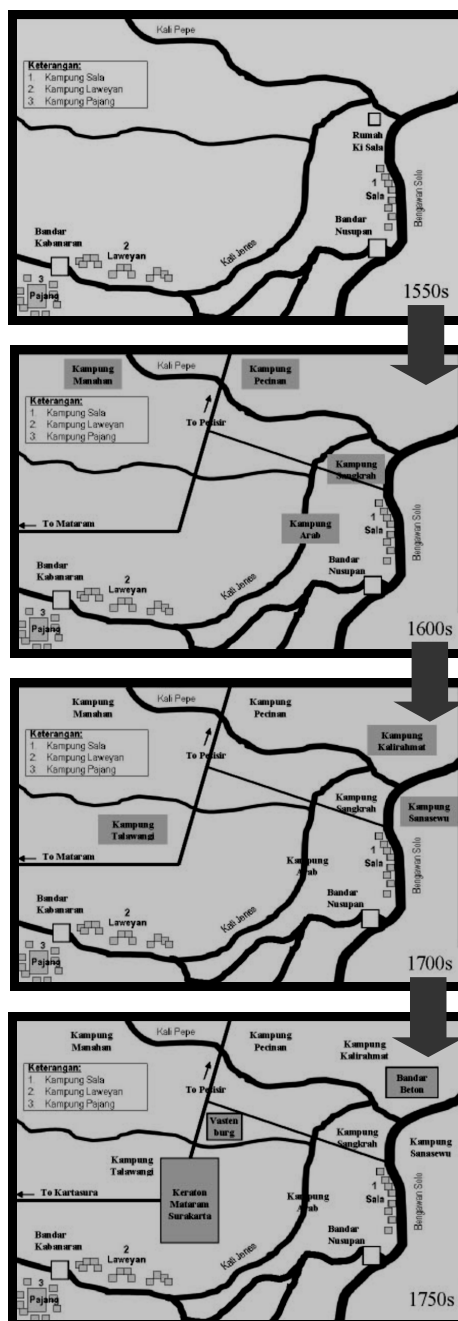 Kali Pepe
Keterangan:
1. Kampung Sala
2. Kampung Laweyan
3. Kampung Pajang
Rumah
Ki Sala
1
Sala
Bengawan Solo
Bandar
Kabanaran
2
Laweyan
Kali Jenes
Bandar
Nusupan
3
Pajang
1550s
Kampung
Manahan
Kali Pepe
Kampung
Pecinan
Keterangan:
1. Kampung Sala
2. Kampung Laweyan
3. Kampung Pajang
To Pesisir
Kampung
Sangkrah
1
Sala
Kampung
Arab
To Mataram
Bengawan Solo
Bandar
Kabanaran
2
Laweyan
Kali Jenes
Bandar
Nusupan
3
Pajang
1600s
Kampung
Manahan
Kali Pepe
Kampung
Pecinan
Keterangan:
1. Kampung Sala
2. Kampung Laweyan
3. Kampung Pajang
To Pesisir
Kampung
Kalirahmat
Kampung
Sangkrah
Kampung
Sanasewu
Kampung
Talawangi
1
Sala
To Mataram
Kampung
Arab
Bengawan Solo
Bandar
Kabanaran
2
Laweyan
Kali Jenes
Bandar
Nusupan
3
Pajang
1700s
Kampung
Manahan
Kali Pepe
Kampung
Pecinan
Kampung
Kalirahmat
Keterangan:
1. Kampung Sala
2. Kampung Laweyan
3. Kampung Pajang
To Pesisir
Bandar
Beton
Vasten
burg
Kampung
Sangkrah
Kampung
Sanasewu
Kampung
Talawangi
1
Sala
To Kartasura
Keraton
Mataram
Surakarta
Kampung
Arab
Bengawan Solo
Bandar
Kabanaran
2
Laweyan
Kali Jenes
Bandar
Nusupan
3
Pajang
1750s